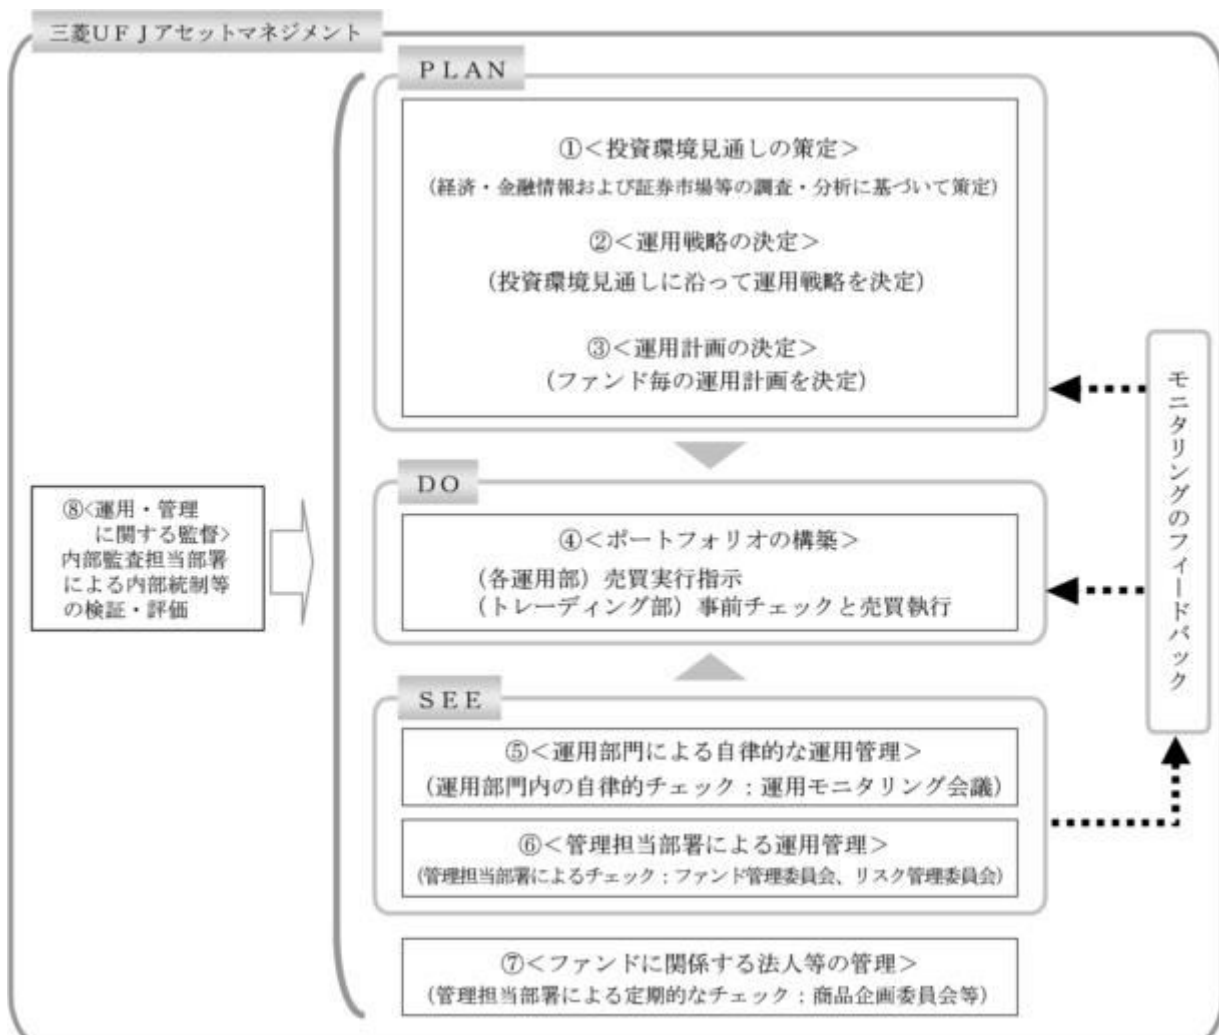 三菱UFJアセットマネジメント
PLAN
①<投資環境見通しの策定>
(経済・金融情報および証券市場等の調査・分析に基づいて策定)
②<運用戦略の決定>
(投資環境見通しに沿って運用戦略を決定)
③<運用計画の決定>
(ファンド毎の運用計画を決定)
DO
④<ポートフォリオの構築>
(各運用部)売買実行指示
(トレーディング部)事前チェックと売買執行
SEE
⑤<運用部門による自律的な運用管理>
(運用部門内の自律的チェック:運用モニタリング会議)
⑥<管理担当部署による運用管理>
(管理担当部署によるチェック:ファンド管理委員会、リスク管理委員会)
⑦<ファンドに関係する法人等の管理>
(管理担当部署による定期的なチェック:商品企画委員会等)
⑧<運用・管理
に関する監督>
内部監査担当部署
による内部統制等
の検証・評価
モニタリングのフィードバック